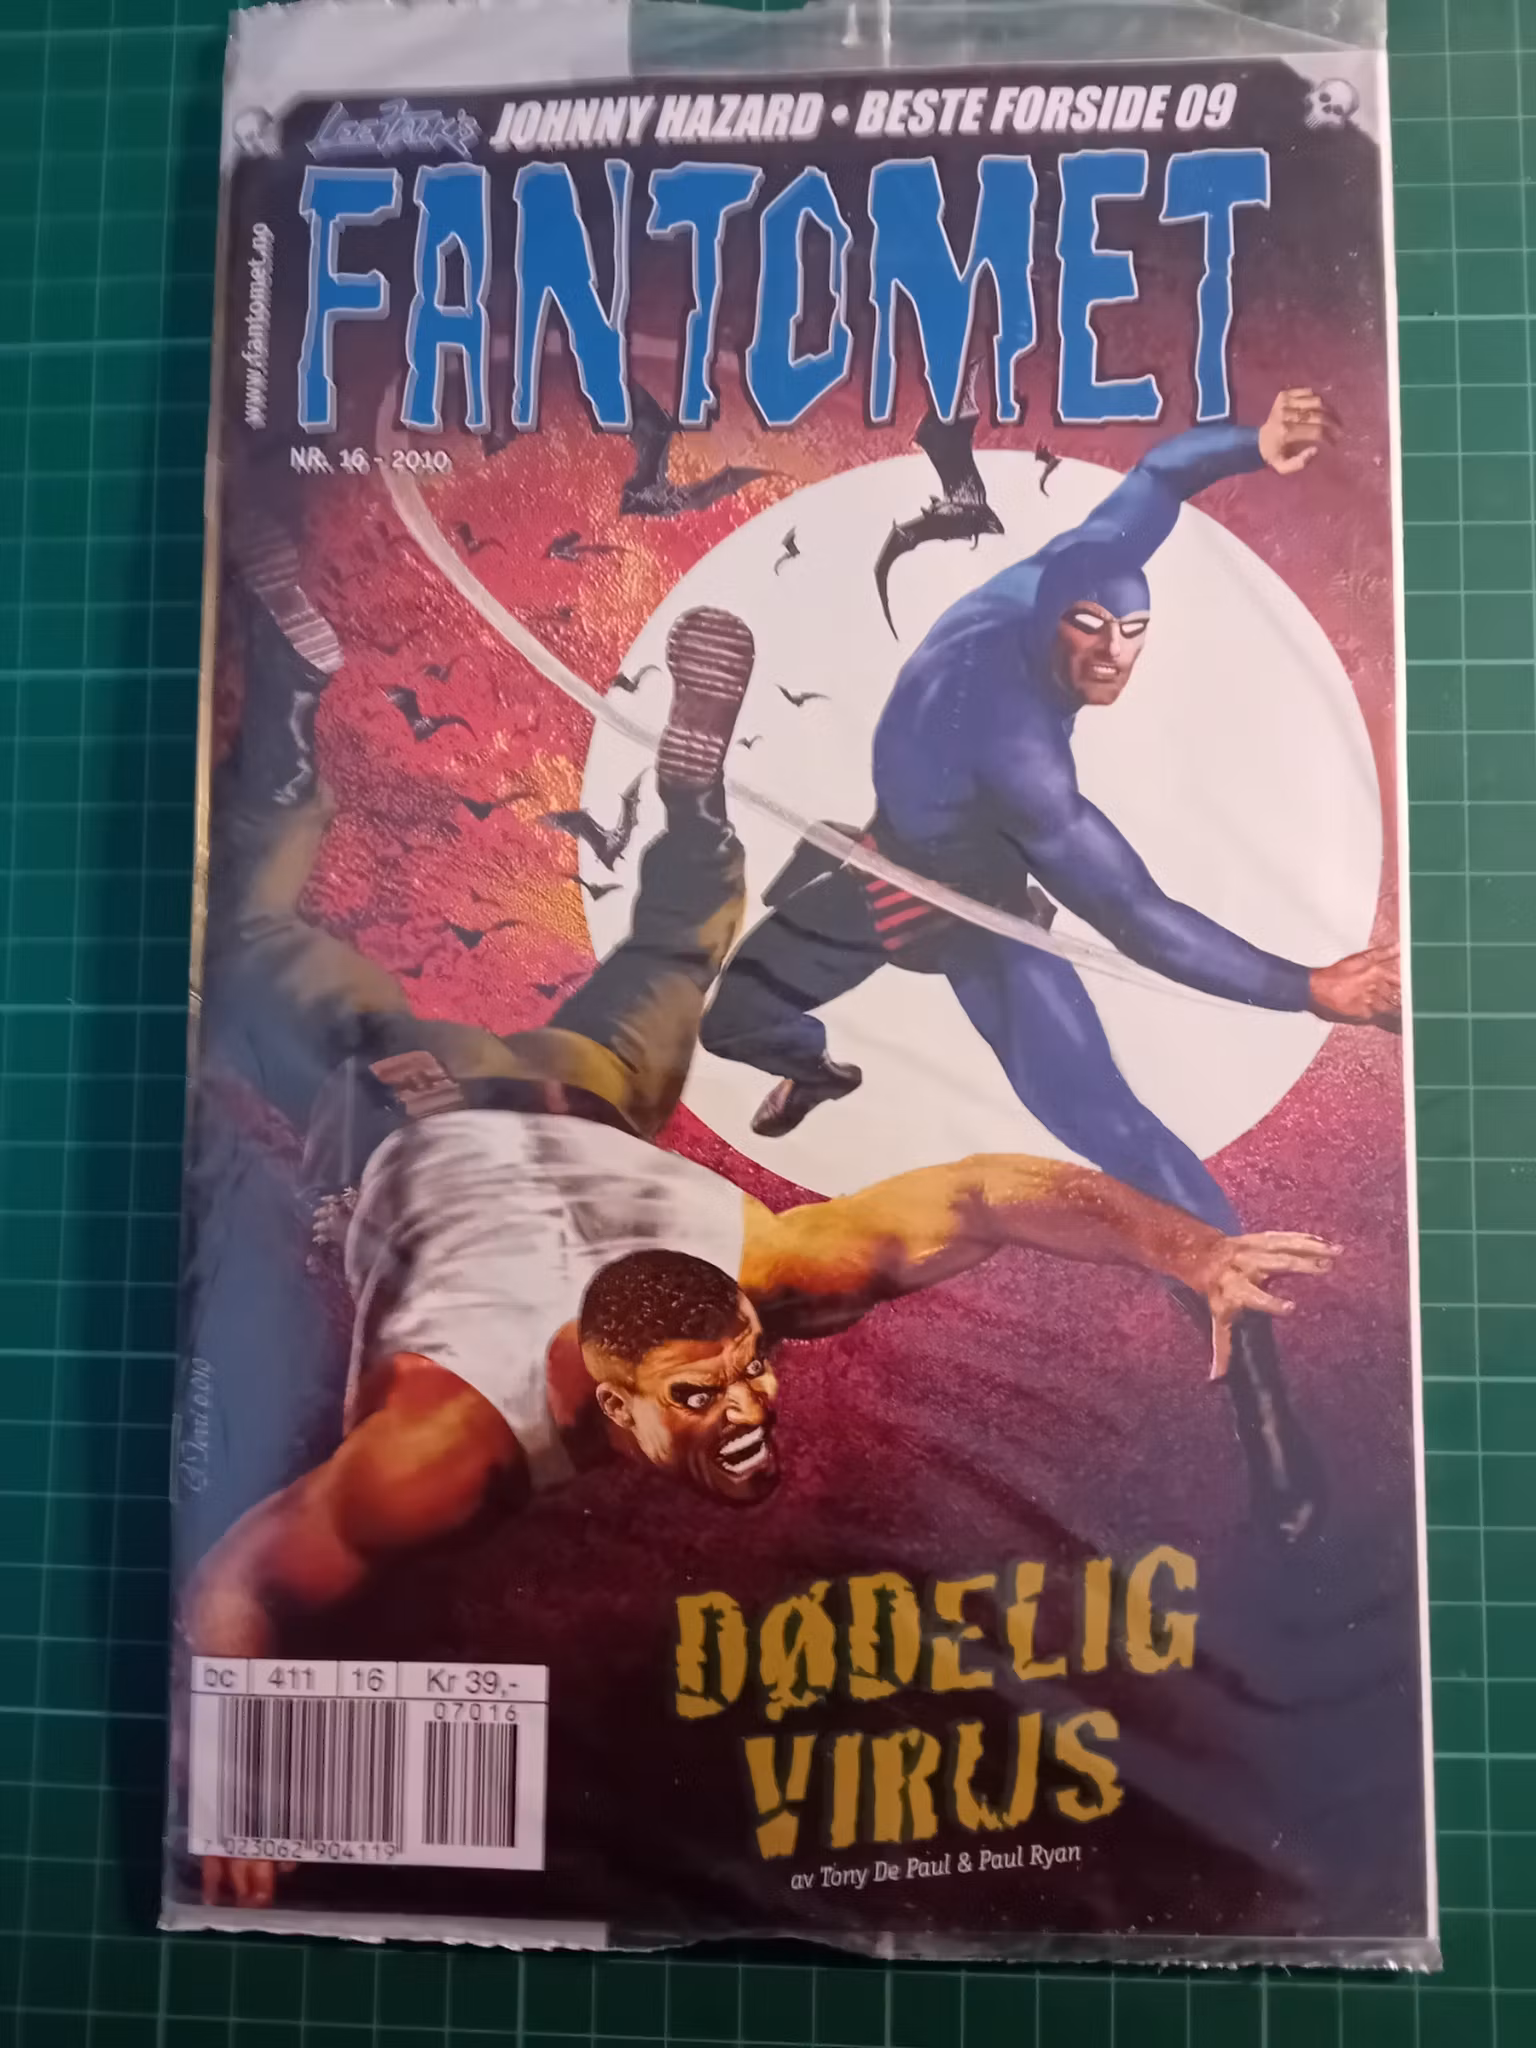 Lee Falk's JOHNNY HAZARD • BESTE FORSIDE 09
FANTOMET
www.fantomet.no
NR. 16 - 2010
DØDELIG
VIRUS
av Tony De Paul & Paul Ryan
bc 411 16 Kr 39,-
07016
7 023062 904119